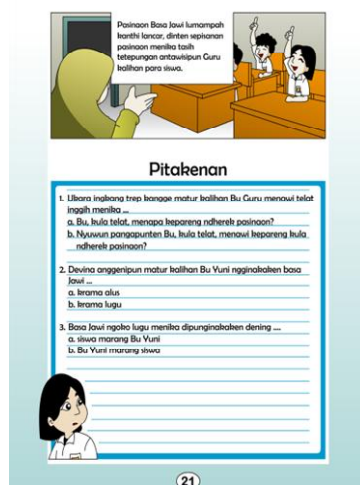 Pasinaon Basa Jawi lumampah
kanthi lancar, dinten sepisanan
pasinaon menika tasih
tetepungan antawisipun Guru
kalihan para siswa.
Pitakenan
1. Ukara ingkang trep kangge matur kalihan Bu Guru menawi telat
inggih menika ...
a. Bu, kula telat, menapa kepareng ndherek pasinaon?
b. Nyuwun pangapunten Bu, kula telat, menawi kepareng kula
ndherek pasinaon?
2. Devina anggenipun matur kalihan Bu Yuni ngginakaken basa
Jawi ...
a. krama alus
b. krama lugu
3. Basa Jawi ngoko lugu menika dipunginakaken dening ....
a. siswa marang Bu Yuni
b. Bu Yuni marang siswa
21